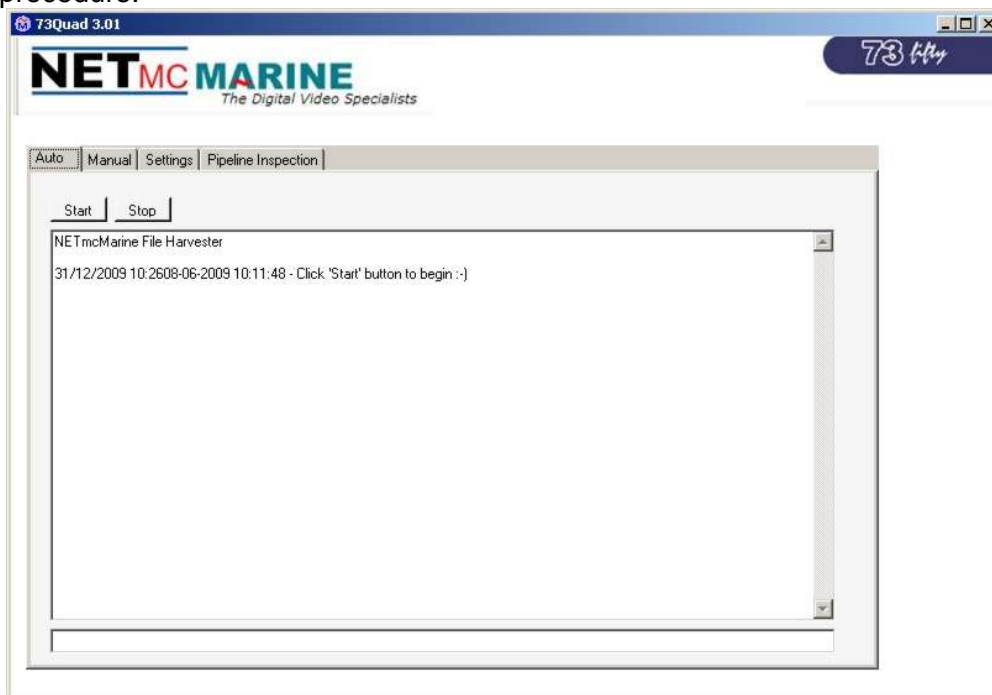 procedure:
73Quad 3.01
NETMC MARINE
The Digital Video Specialists
73 fifty
Auto Manual Settings Pipeline Inspection
Start Stop
NETmcMarine File Harvester
31/12/2009 10:2608-06-2009 10:11:48 - Click 'Start' button to begin :-)